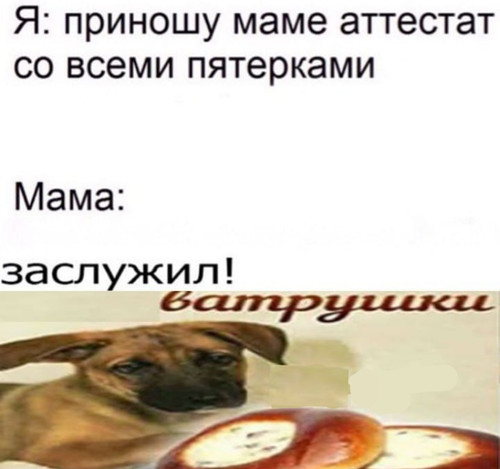 Я: приношу маме аттестат
со всеми пятерками
Мама:
заслужил!
ватрушки